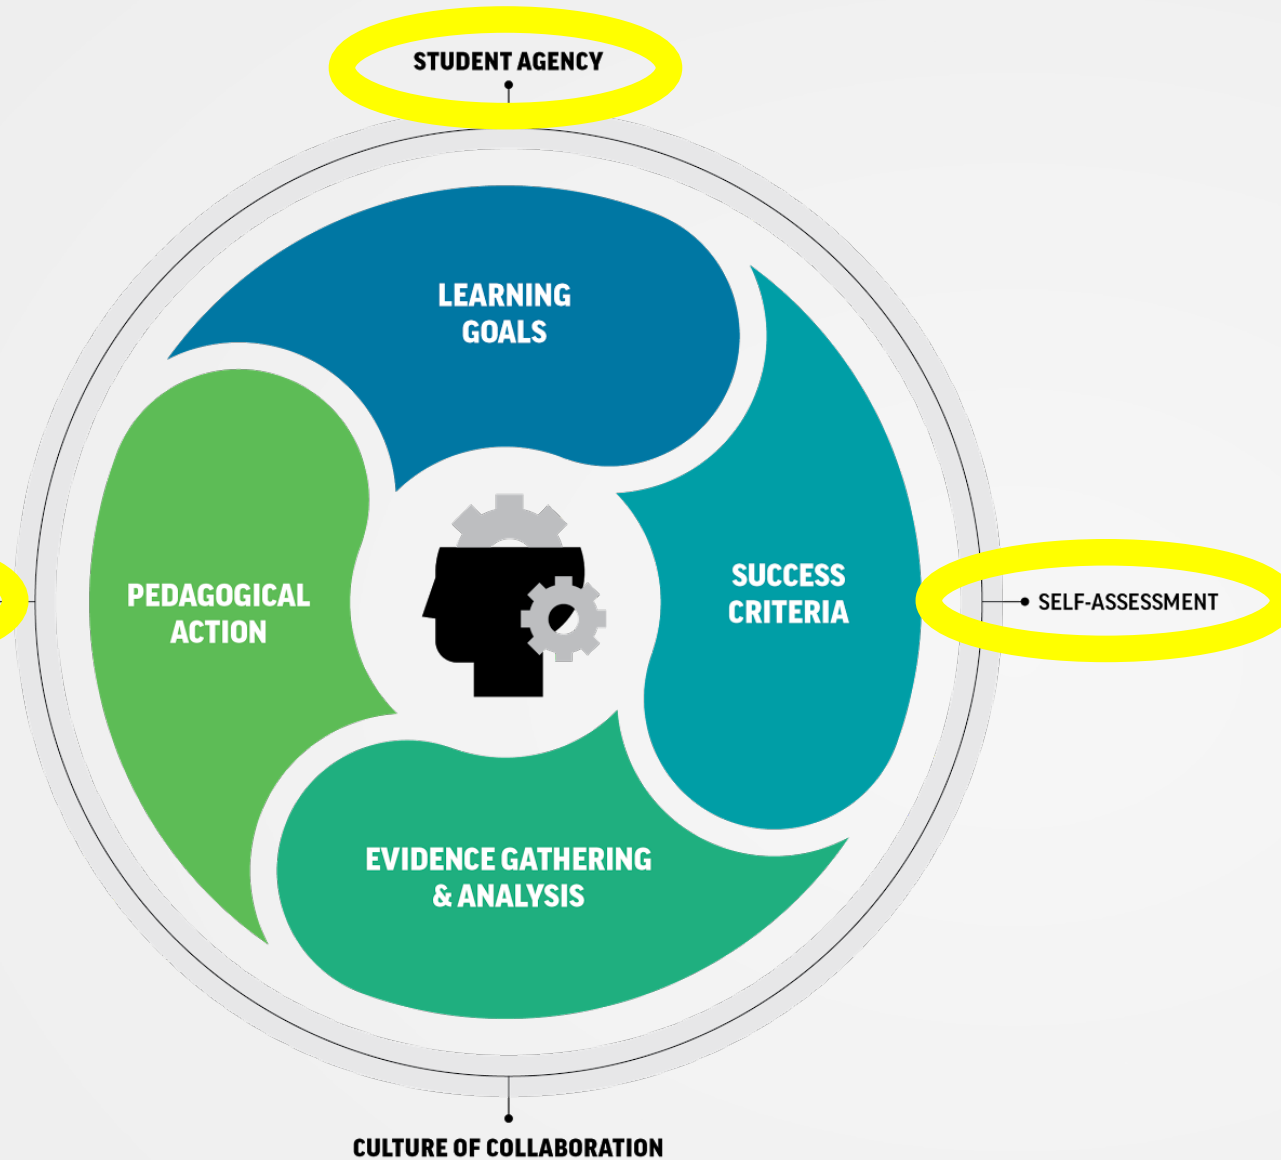 STUDENT AGENCY
LEARNING
GOALS
SUCCESS
CRITERIA
SELF-ASSESSMENT
PEDAGOGICAL
ACTION
EVIDENCE GATHERING
& ANALYSIS
CULTURE OF COLLABORATION